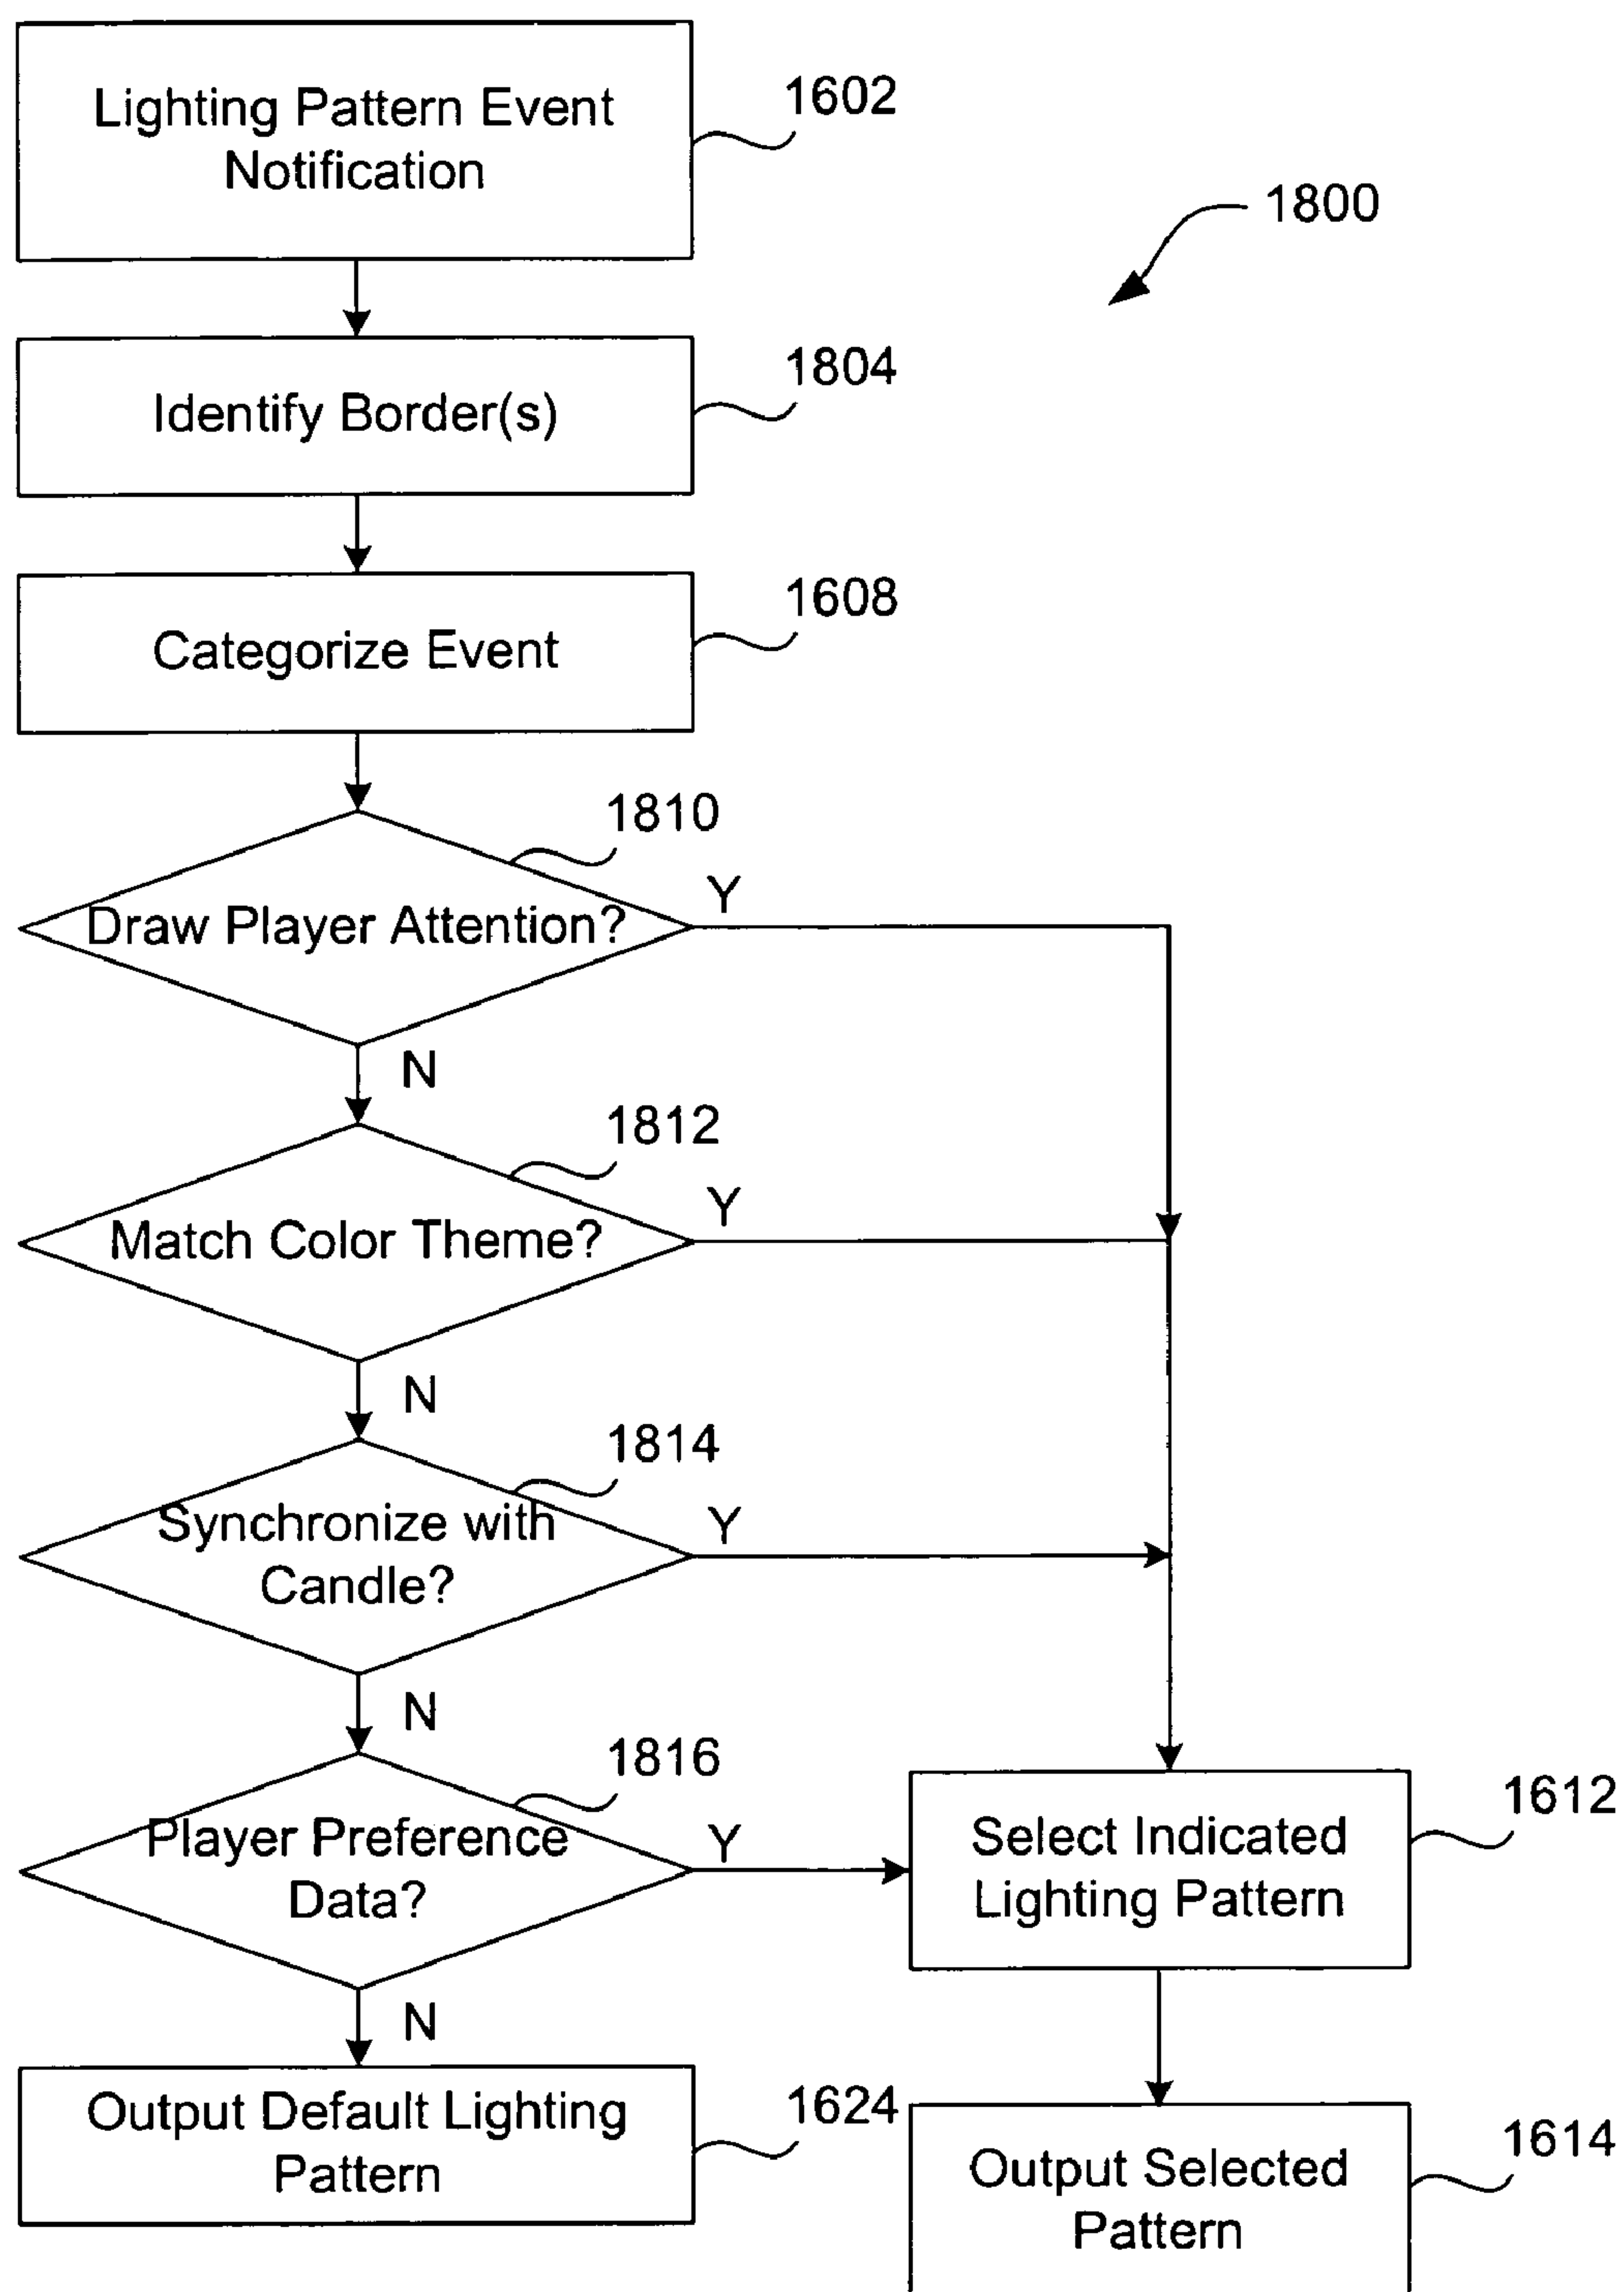 Lighting Pattern Event
Notification
1602
1800
Identify Border(s)
1804
Categorize Event
1608
1810
Draw Player Attention?
Y
N
1812
Match Color Theme?
Y
N
1814
Synchronize with
Candle?
Y
N
1816
Player Preference
Data?
Y
N
Select Indicated
Lighting Pattern
1612
Output Default Lighting
Pattern
1624
Output Selected
Pattern
1614